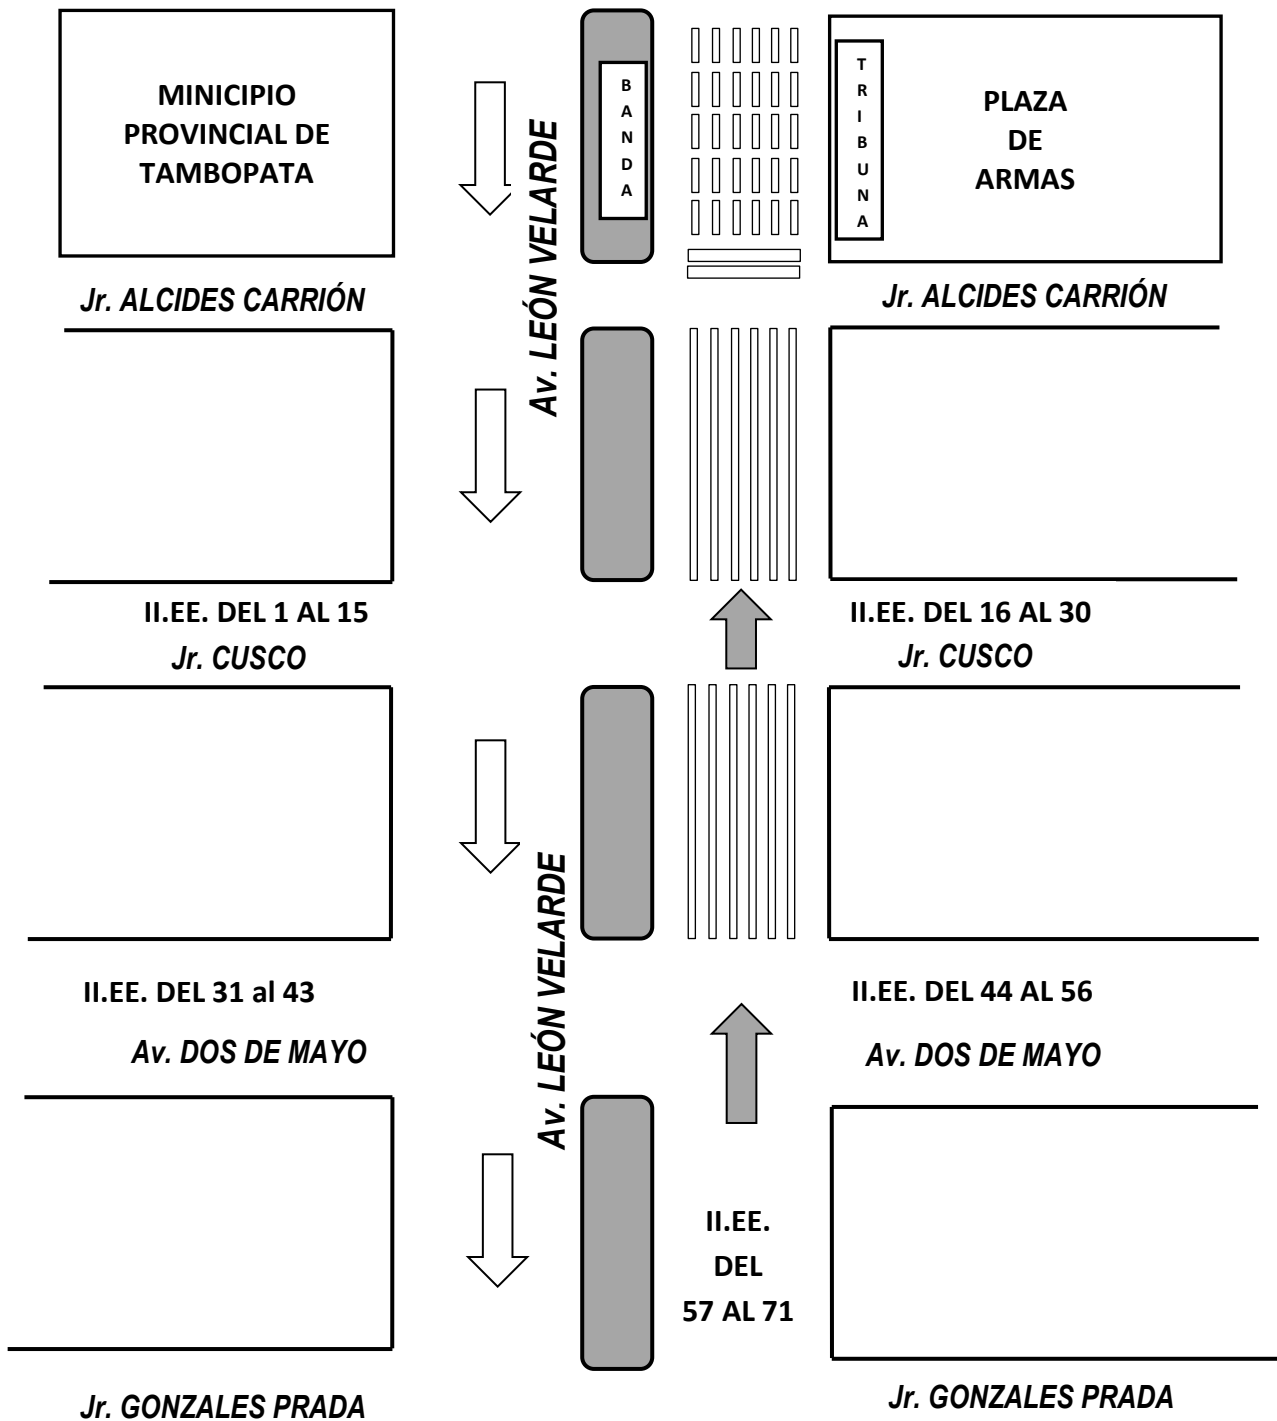 MINICIPIO
PROVINCIAL DE
TAMBOPATA
BANDA
TRIBUNA
PLAZA
DE
ARMAS
Av. LEÓN VELARDE
Jr. ALCIDES CARRIÓN
Jr. ALCIDES CARRIÓN
II.EE. DEL 1 AL 15
Jr. CUSCO
II.EE. DEL 16 AL 30
Jr. CUSCO
Av. LEÓN VELARDE
II.EE. DEL 31 al 43
Av. DOS DE MAYO
II.EE. DEL 44 AL 56
Av. DOS DE MAYO
II.EE.
DEL
57 AL 71
Jr. GONZALES PRADA
Jr. GONZALES PRADA